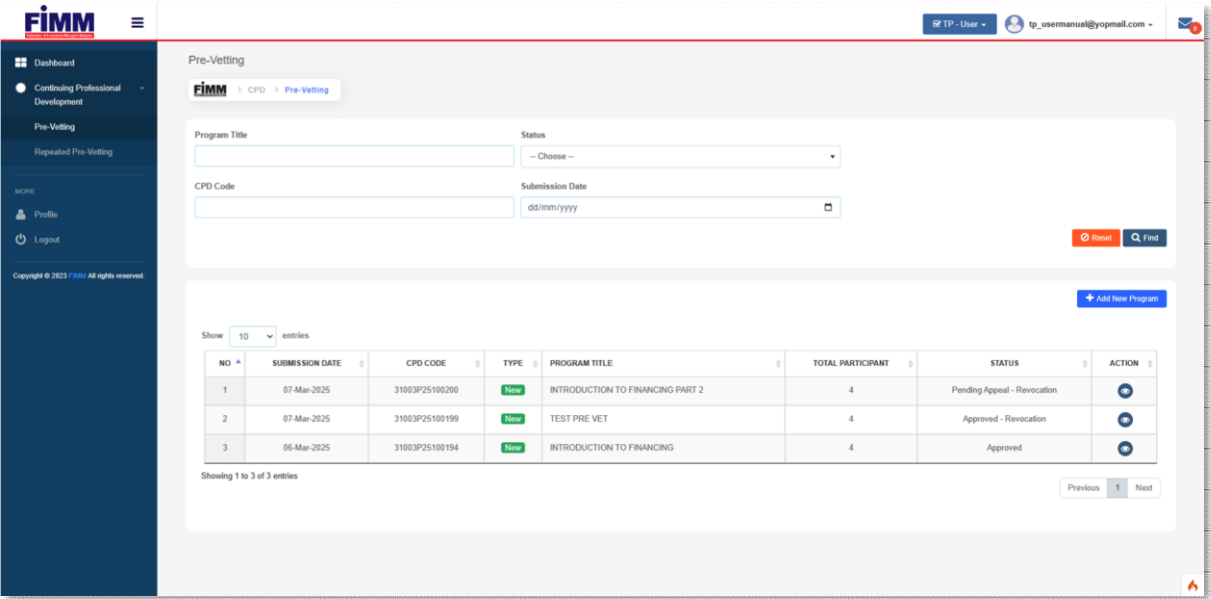 FiMM
Federation of Investment Managers Malaysia
TP - User
tp_usermanual@yopmail.com
Dashboard
Continuing Professional
Development
Pre-Vetting
Repeated Pre-Vetting
MORE
Profile
Logout
Copyright © 2023 FIMM All rights reserved.
Pre-Vetting
FiMM > CPD > Pre-Vetting
Program Title
Status
-- Choose --
CPD Code
Submission Date
dd/mm/yyyy
Reset
Find
Add New Program
Show 10 entries
NO SUBMISSION DATE CPD CODE TYPE PROGRAM TITLE TOTAL PARTICIPANT STATUS ACTION
1 07-Mar-2025 31003P25100200 New INTRODUCTION TO FINANCING PART 2 4 Pending Appeal - Revocation
2 07-Mar-2025 31003P25100199 New TEST PRE VET 4 Approved - Revocation
3 06-Mar-2025 31003P25100194 New INTRODUCTION TO FINANCING 4 Approved
Showing 1 to 3 of 3 entries
Previous 1 Next